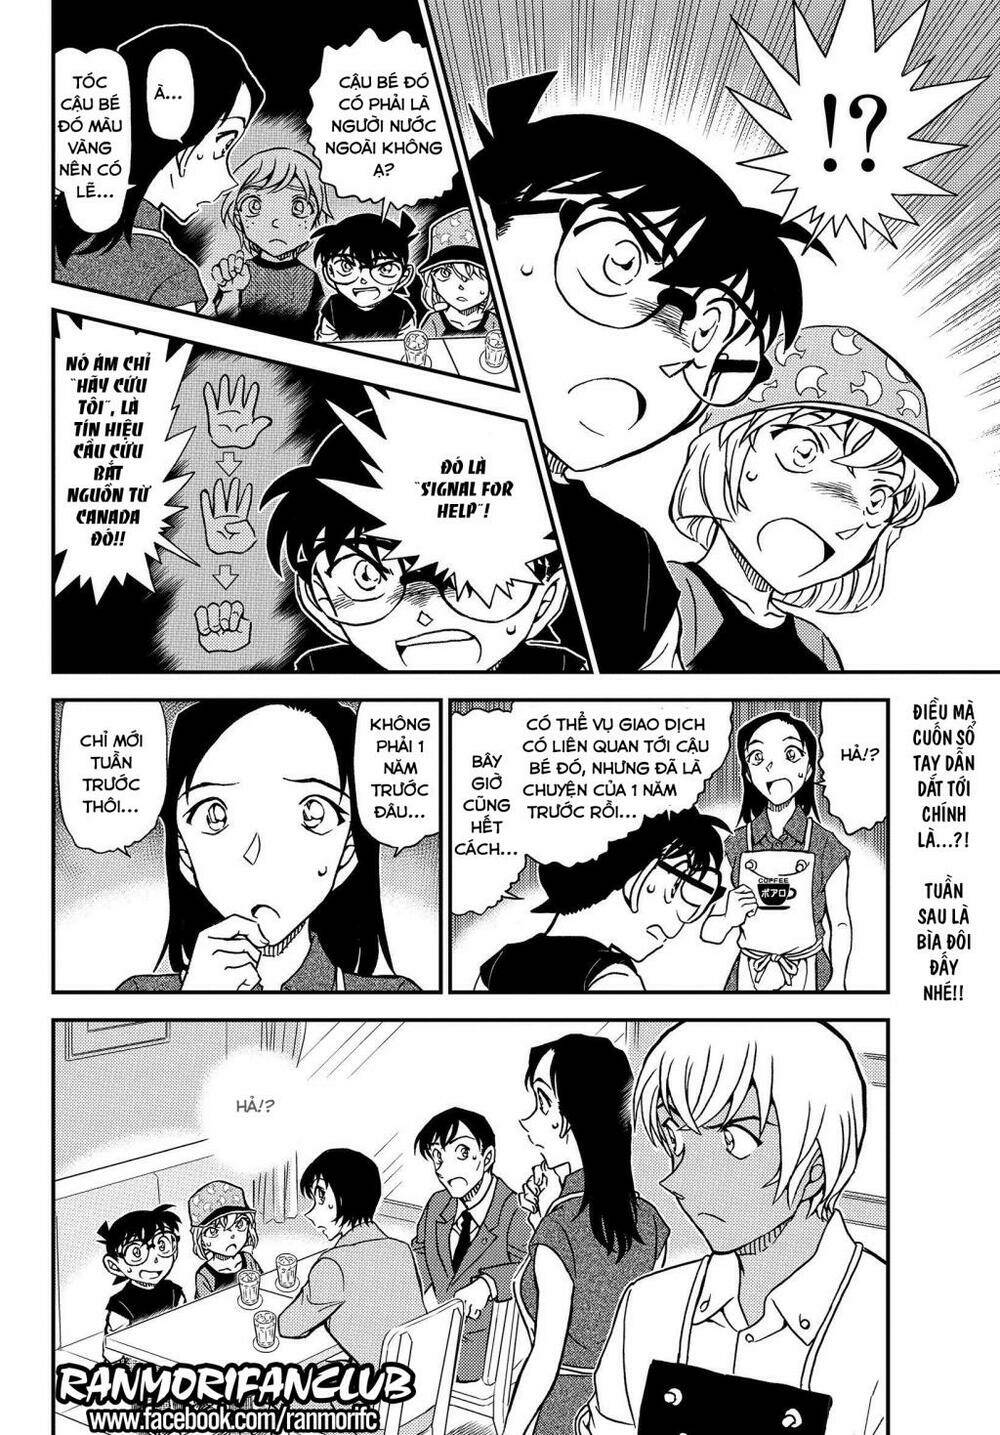 !?
CẬU BÉ ĐÓ
CÓ PHẢI LÀ
NGƯỜI NƯỚC
NGOÀI KHÔNG
Ạ?
À...
TÓC
CẬU BÉ
ĐÓ MÀU
VÀNG
NÊN CÓ
LẼ...
ĐÓ LÀ
"SIGNAL FOR
HELP"!
NÓ ÁM CHỈ
"HÃY CỨU
TÔI", LÀ
TÍN HIỆU
CẦU CỨU
BẮT
NGUỒN TỪ
CANADA
ĐÓ!!
HẢ!?
CÓ THỂ VỤ GIAO DỊCH
CÓ LIÊN QUAN TỚI CẬU
BÉ ĐÓ, NHƯNG ĐÃ LÀ
CHUYỆN CỦA 1 NĂM
TRƯỚC RỒI...
BÂY
GIỜ
CŨNG
HẾT
CÁCH...
COFFEE
ポアロ
KHÔNG
PHẢI 1
NĂM
TRƯỚC
ĐÂU...
CHỈ MỚI
TUẦN
TRƯỚC
THÔI...
HẢ!?
ĐIỀU MÀ
CUỐN SỔ
TAY DẪN
DẮT TỚI
CHÍNH
LÀ...?!
TUẦN
SAU LÀ
BÌA ĐÔI
ĐẤY
NHÉ!!
RANMORIFANCLUB
www.facebook.com/ranmorifc